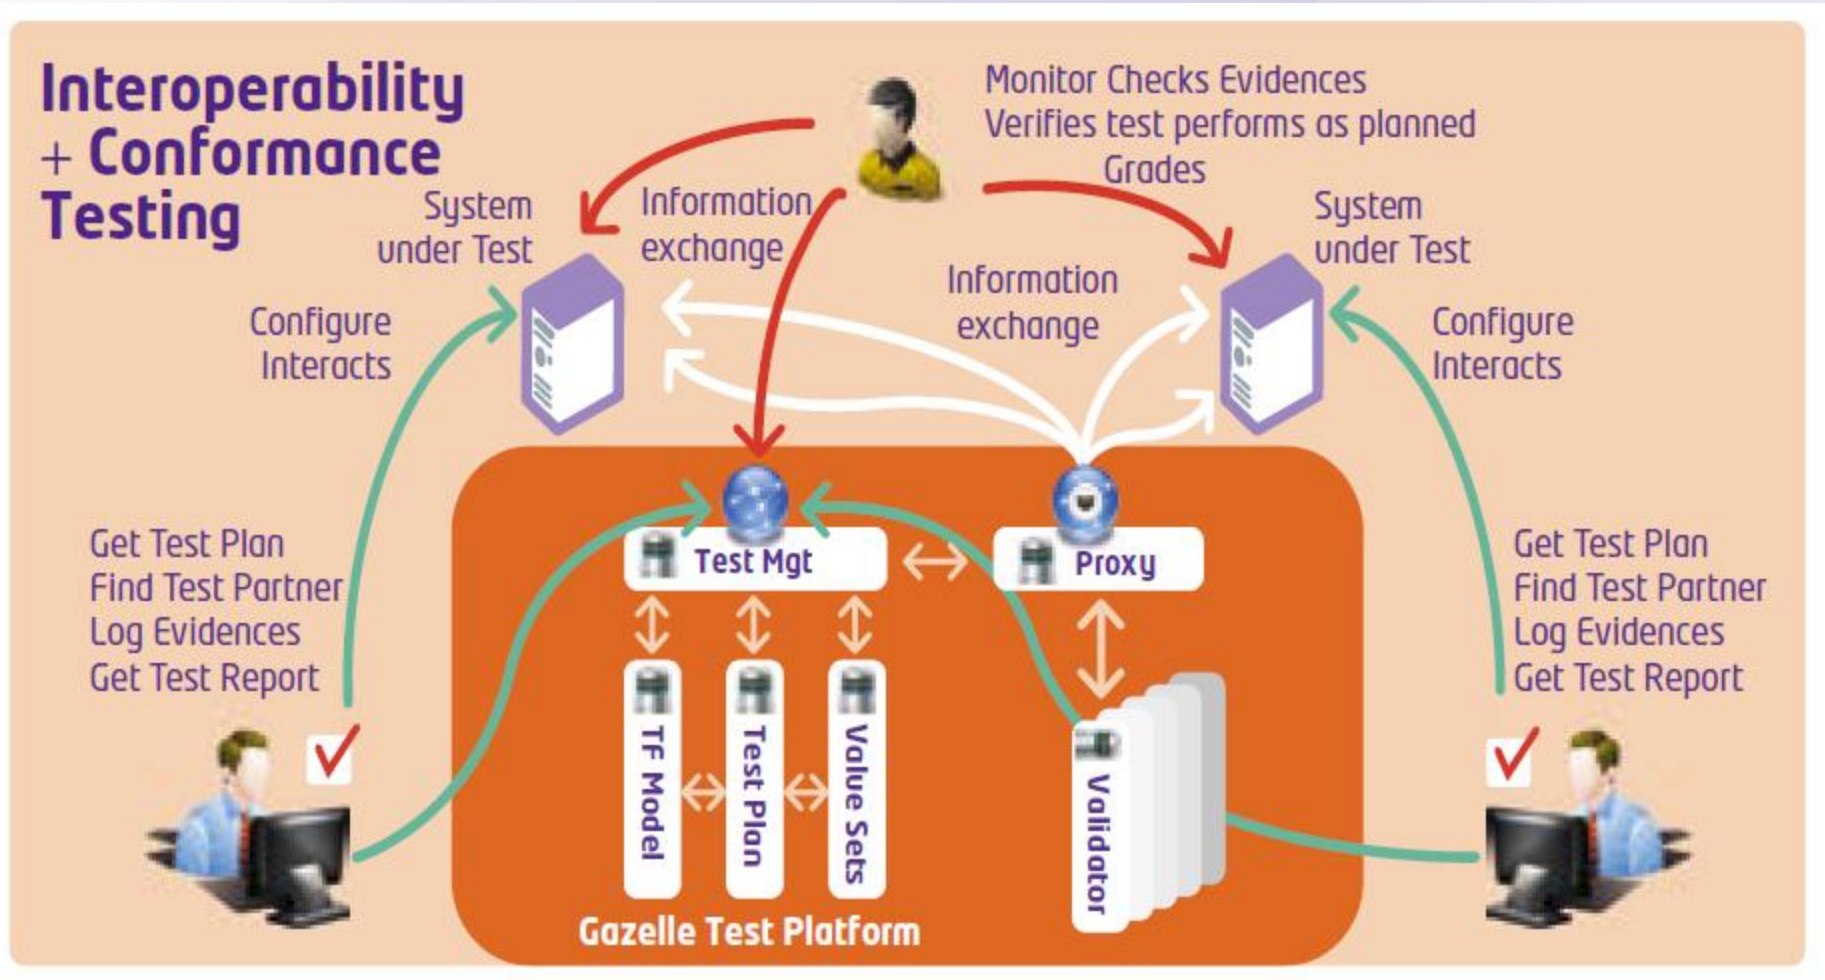 Interoperability
+ Conformance
Testing
Monitor Checks Evidences
Verifies test performs as planned
Grades
System
under Test
Information
exchange
Information
exchange
System
under Test
Configure
Interacts
Configure
Interacts
Get Test Plan
Find Test Partner
Log Evidences
Get Test Report
Get Test Plan
Find Test Partner
Log Evidences
Get Test Report
Test Mgt
Proxy
TF Model
Test Plan
Value Sets
Validator
Gazelle Test Platform